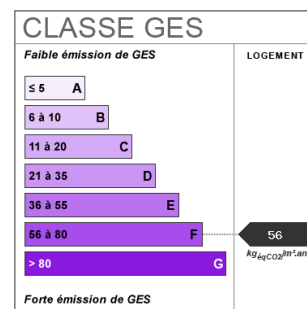 CLASSE GES
Faible émission de GES
LOGEMENT
≤ 5 A
6 à 10 B
11 à 20 C
21 à 35 D
36 à 55 E
56 à 80 F
56
kgéqCO2/m².an
> 80 G
Forte émission de GES